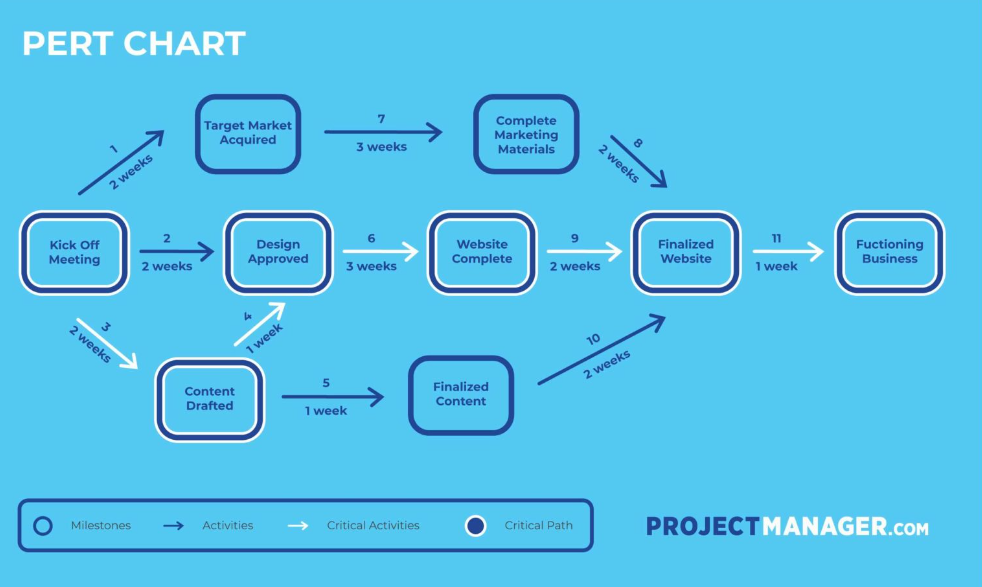 PERT CHART
1
2 weeks
Target Market
Acquired
7
3 weeks
Complete
Marketing
Materials
8
2 weeks
Kick Off
Meeting
2
2 weeks
Design
Approved
6
3 weeks
Website
Complete
9
2 weeks
Finalized
Website
11
1 week
Fuctioning
Business
3
2 weeks
4
1 week
Content
Drafted
5
1 week
Finalized
Content
10
2 weeks
Milestones
Activities
Critical Activities
Critical Path
PROJECTMANAGER.COM